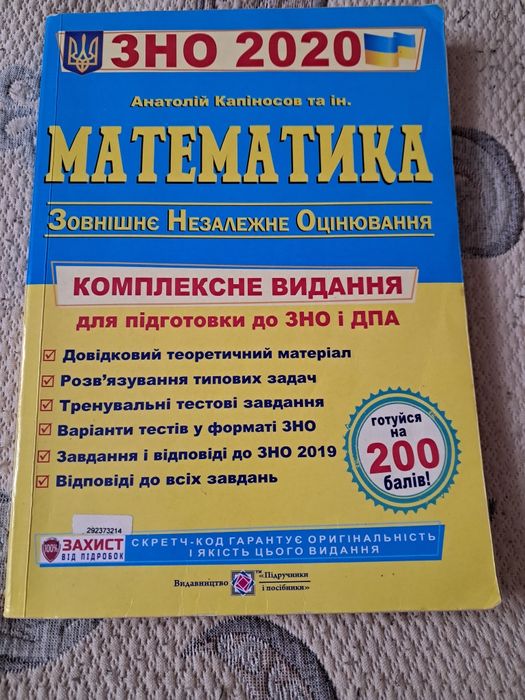 ЗНО 2020
Анатолій Капіносов та ін.
МАТЕМАТИКА
ЗОВНІШНЄ НЕЗАЛЕЖНЕ ОЦІНЮВАННЯ
КОМПЛЕКСНЕ ВИДАННЯ
для підготовки до ЗНО і ДПА
Довідковий теоретичний матеріал
Розв'язування типових задач
Тренувальні тестові завдання
Варіанти тестів у форматі ЗНО
Завдання і відповіді до ЗНО 2019
Відповіді до всіх завдань
готуйся
на
200
балів!
292373214
100%
ЗАХИСТ
ВІД ПІДРОБОК
СКРЕТЧ-КОД ГАРАНТУЄ ОРИГІНАЛЬНІСТЬ
І ЯКІСТЬ ЦЬОГО ВИДАННЯ
Видавництво
TM «Підручники
і посібники»